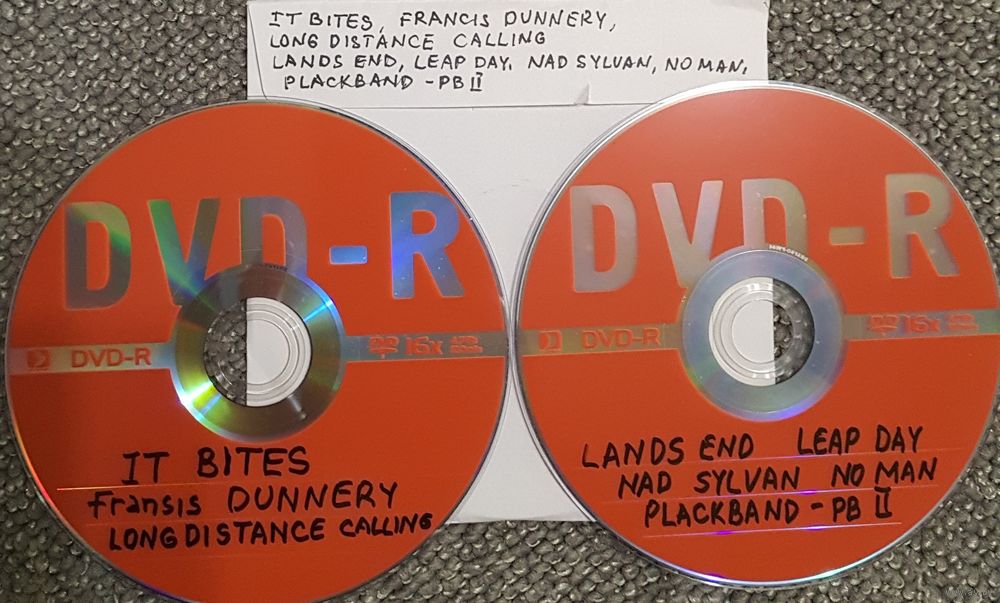 IT BITES, FRANCIS DUNNERY,
LONG DISTANCE CALLING
LANDS END, LEAP DAY, NAD SYLVAN, NO MAN,
PLACKBAND - PB II
DVD-R
DVD-R 16x
IT BITES
Fransis DUNNERY
LONG DISTANCE CALLING
DVD-R
DVD-R 16x
LANDS END LEAP DAY
NAD SYLVAN NO MAN
PLACKBAND - PB II